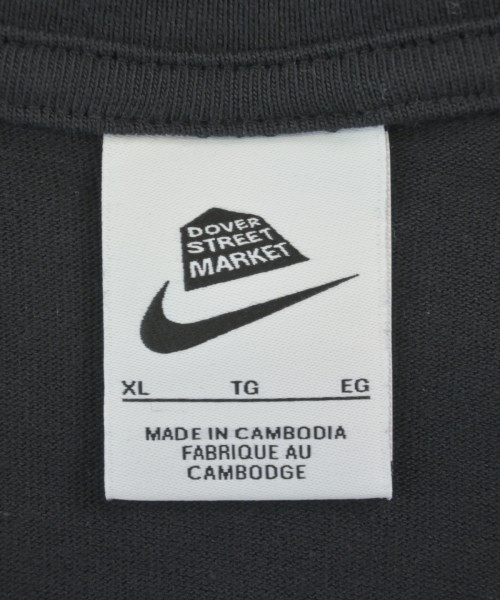 DOVER
STREET
MARKET
XL TG EG
MADE IN CAMBODIA
FABRIQUE AU
CAMBODGE